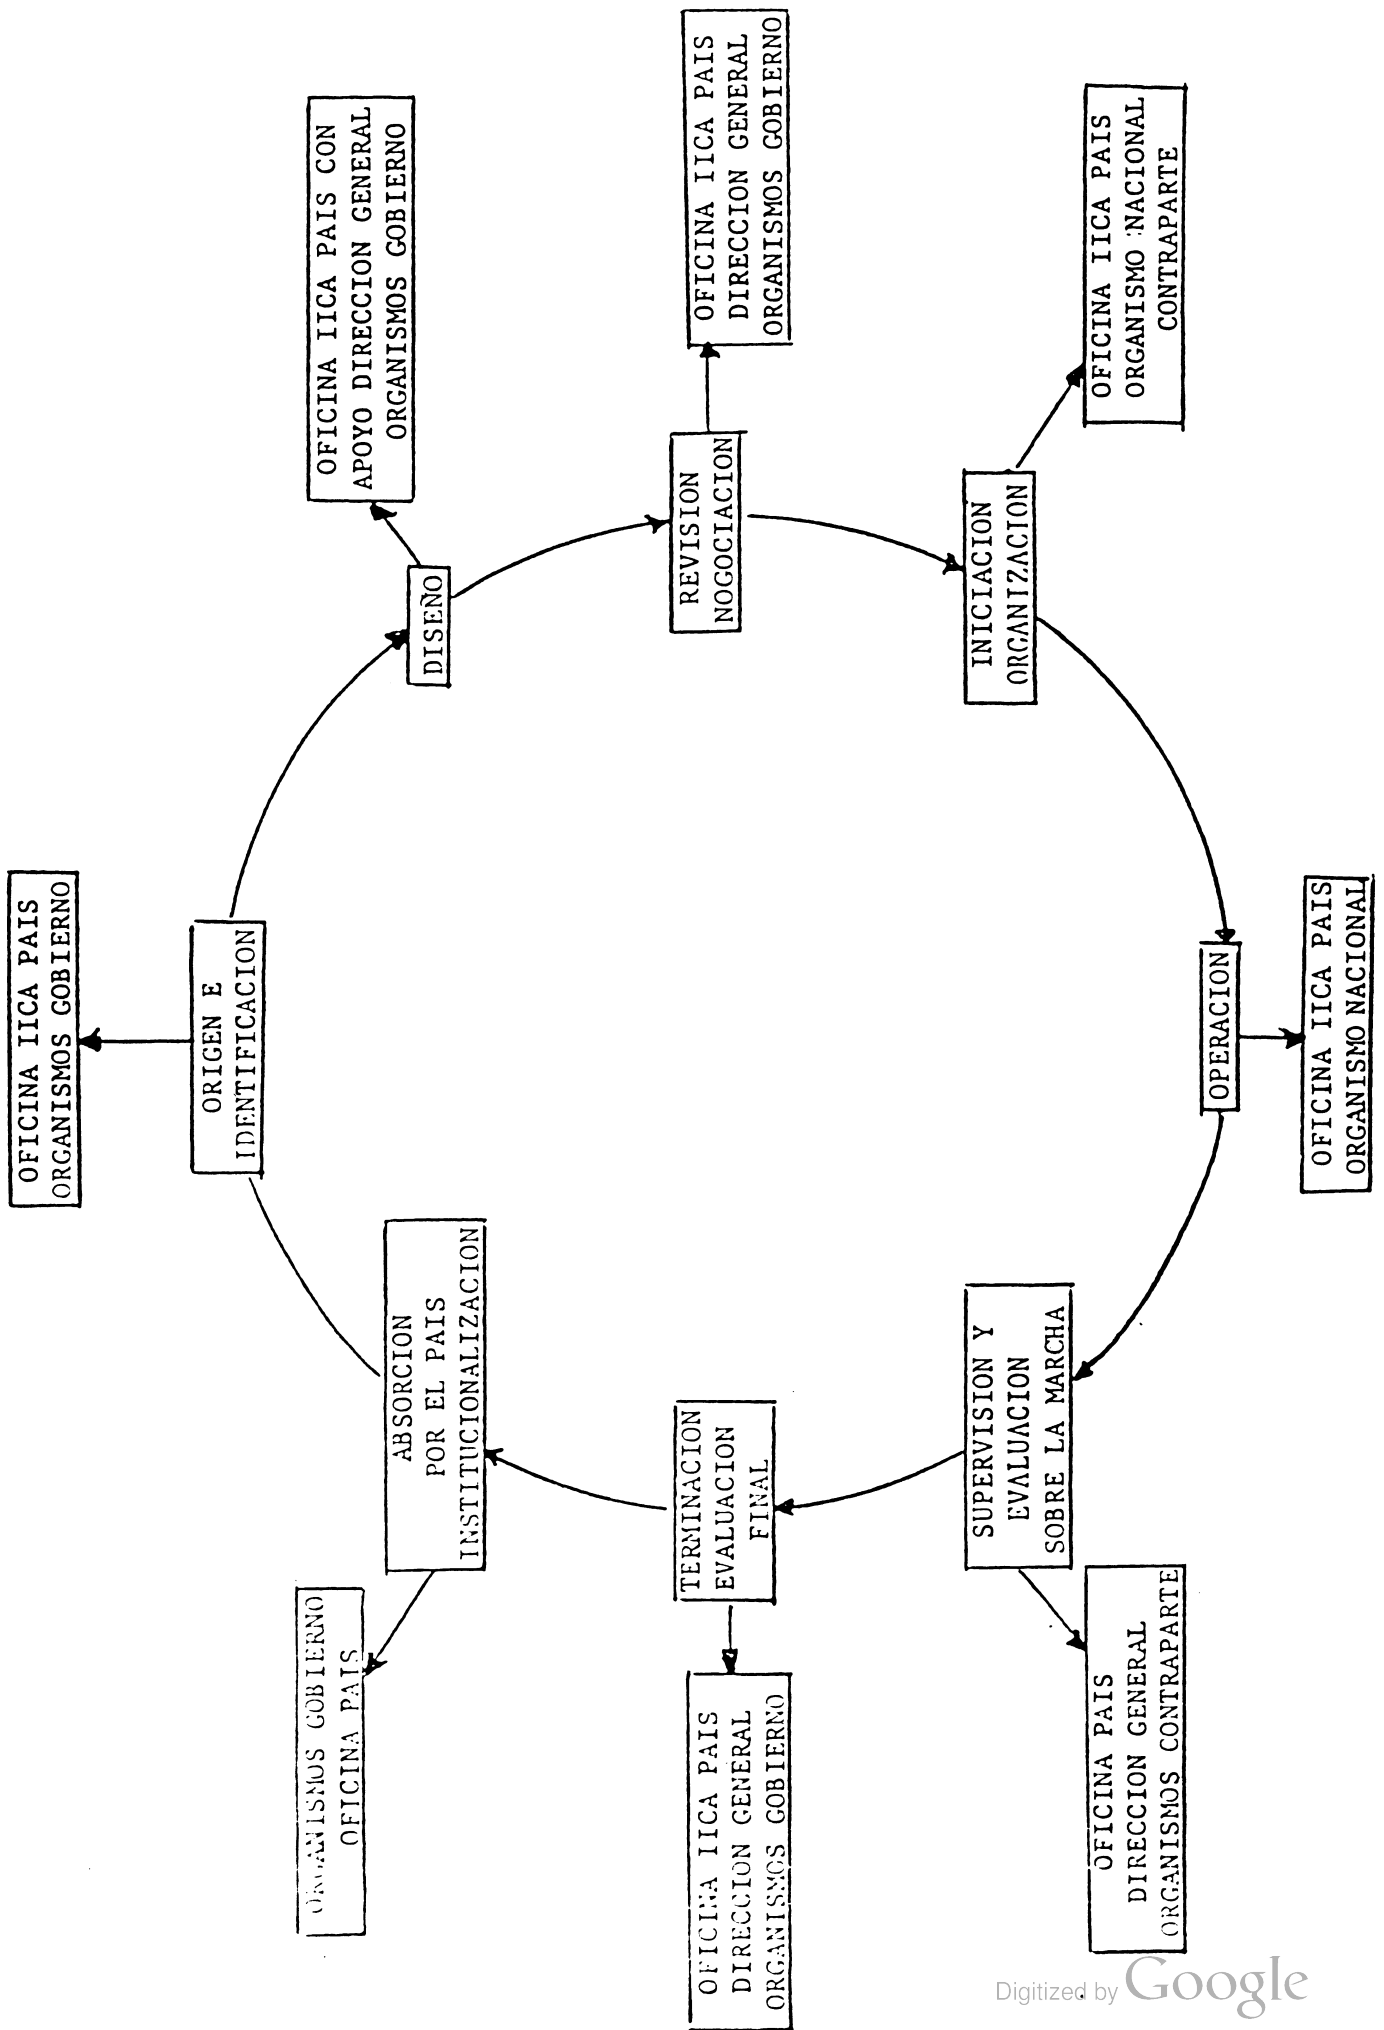 OFICINA IICA PAIS
ORGANISMOS GOBIERNO
ORIGEN E
IDENTIFICACION
OFICINA IICA PAIS CON
APOYO DIRECCION GENERAL
ORGANISMOS GOBIERNO
DISEÑO
OFICINA IICA PAIS
DIRECCION GENERAL
ORGANISMOS GOBIERNO
REVISION
NOGOCIACION
OFICINA IICA PAIS
ORGANISMO NACIONAL
CONTRAPARTE
INICIACION
ORGANIZACION
OPERACION
OFICINA IICA PAIS
ORGANISMO NACIONAL
SUPERVISION Y
EVALUACION
SOBRE LA MARCHA
OFICINA PAIS
DIRECCION GENERAL
ORGANISMOS CONTRAPARTE
TERMINACION
EVALUACION
FINAL
OFICINA IICA PAIS
DIRECCION GENERAL
ORGANISMOS GOBIERNO
ABSORCION
POR EL PAIS
INSTITUCIONALIZACION
ORGANISMOS GOBIERNO
OFICINA PAIS
Digitized by Google